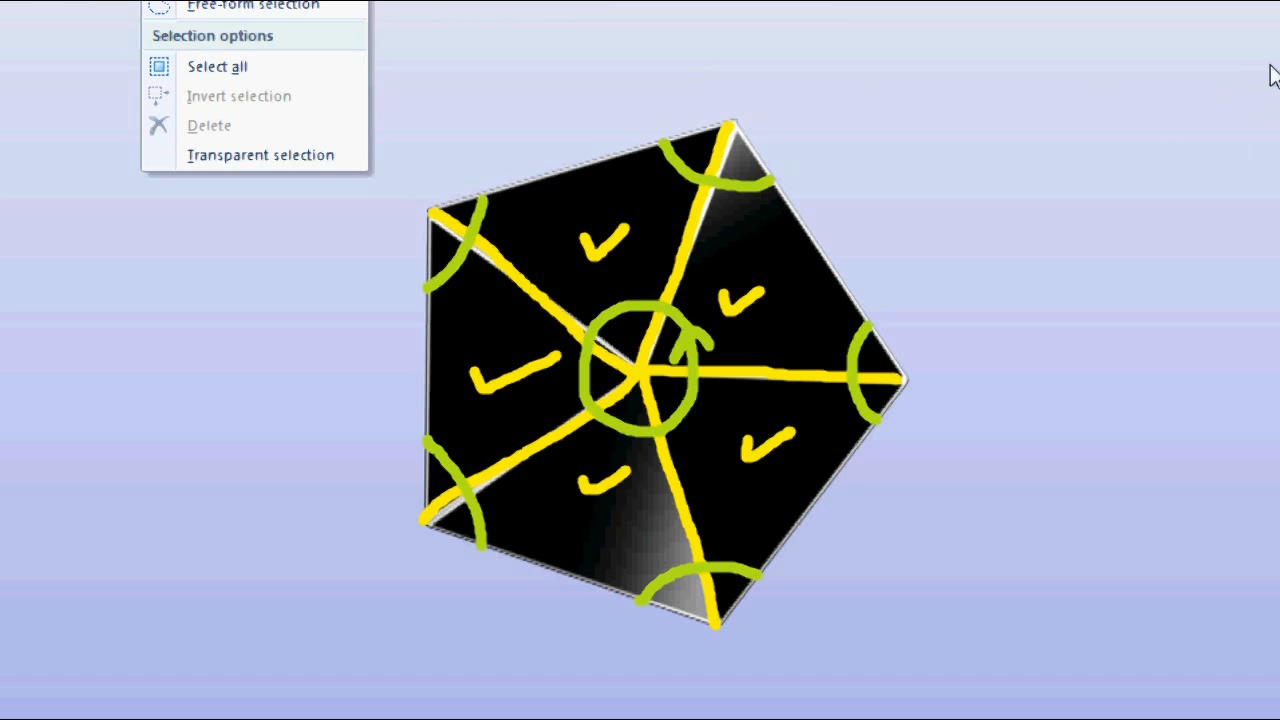 Free-form selection
Selection options
Select all
Invert selection
Delete
Transparent selection